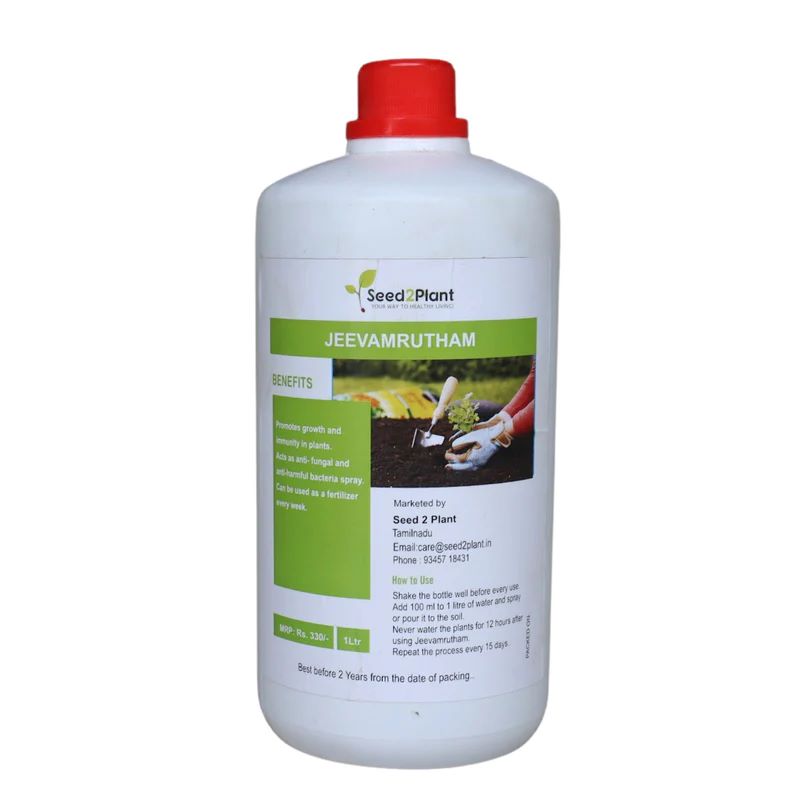 Seed2Plant
YOUR WAY TO HEALTHY LIVING!
JEEVAMRUTHAM
BENEFITS
Promotes growth and
immunity in plants.
Acts as anti- fungal and
anti-harmful bacteria spray.
Can be used as a fertilizer
every week.
Marketed by
Seed 2 Plant
Tamilnadu
Email:care@seed2plant.in
Phone : 93457 18431
How to Use
Shake the bottle well before every use.
Add 100 ml to 1 litre of water and spray
or pour it to the soil.
Never water the plants for 12 hours after
using Jeevamrutham.
Repeat the process every 15 days.
PACKED ON
MRP: Rs. 330/-
1Ltr
Best before 2 Years from the date of packing..